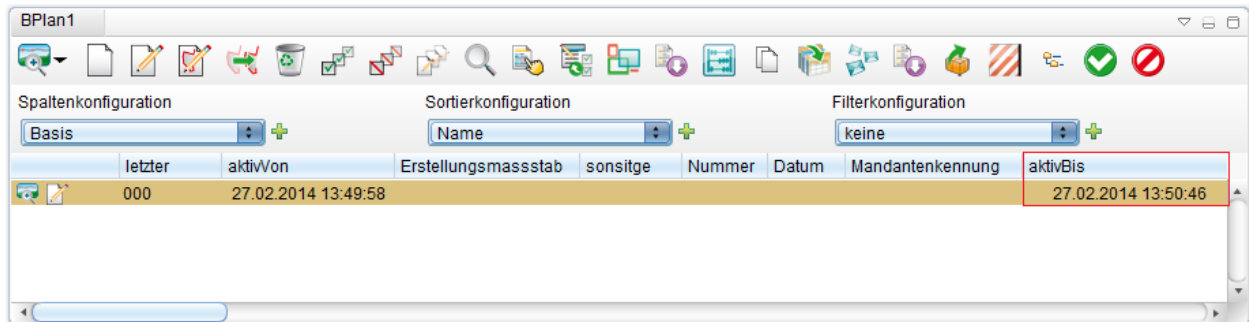 BPlan1
Spaltenkonfiguration Sortierkonfiguration Filterkonfiguration
Basis Name keine
letzter aktivVon Erstellungsmassstab sonsitge Nummer Datum Mandantenkennung aktivBis
000 27.02.2014 13:49:58 27.02.2014 13:50:46